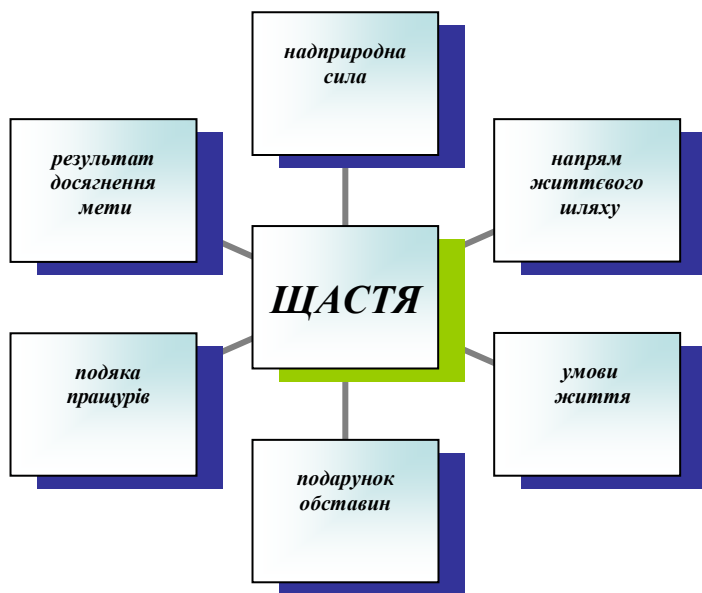 надприродна
сила
результат
досягнення
мети
напрям
життєвого
шляху
ЩАСТЯ
подяка
пращурів
умови
життя
подарунок
обставин